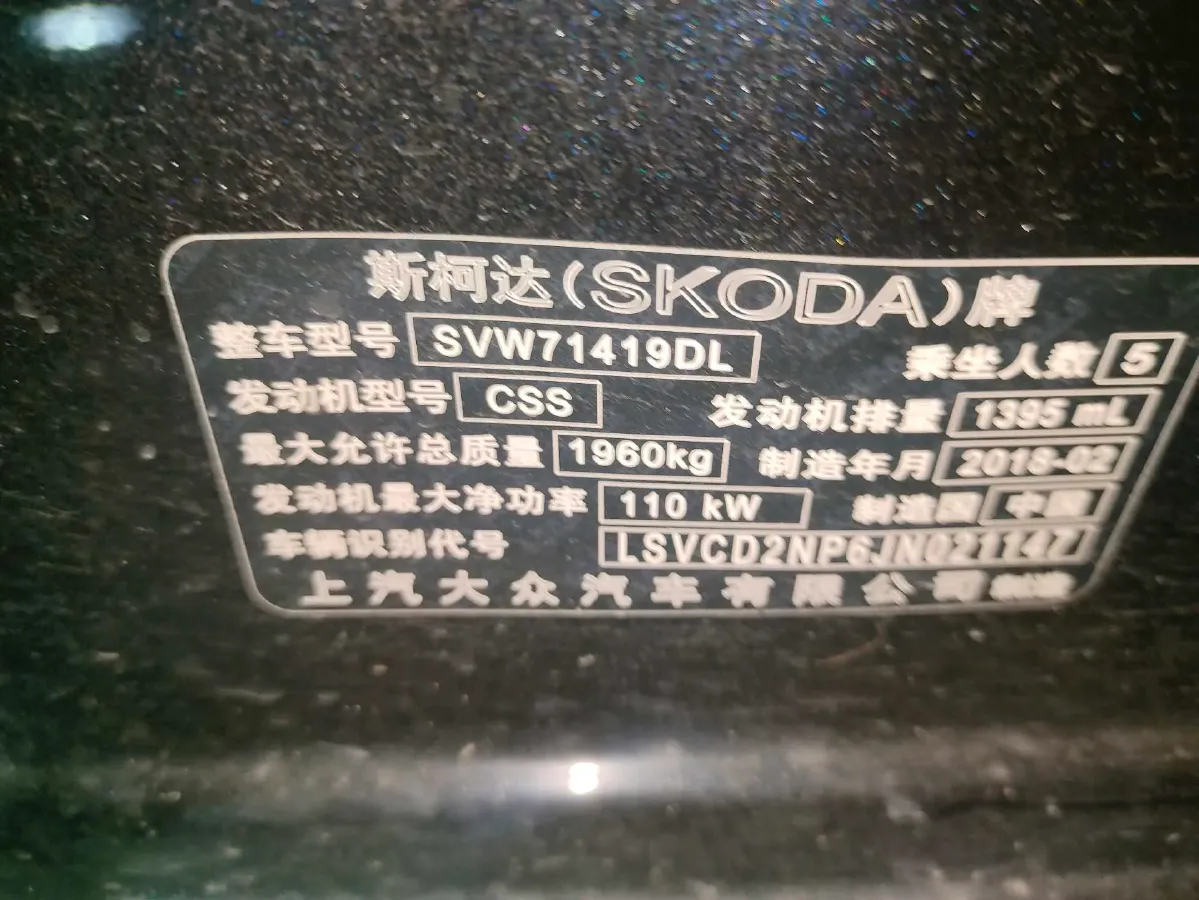 斯柯达(SKODA)牌
整车型号 SVW71419DL 乘坐人数 5
发动机型号 CSS 发动机排量 1395 mL
最大允许总质量 1960kg 制造年月 2018-02
发动机最大净功率 110 kW 制造国 中国
车辆识别代号 LSVCD2NP6JN021147
上汽大众汽车有限公司制造